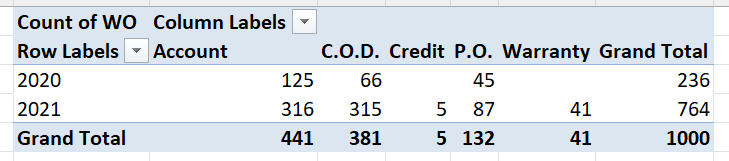 Count of WO Column Labels
Row Labels Account C.O.D. Credit P.O. Warranty Grand Total
2020 125 66 45 236
2021 316 315 5 87 41 764
Grand Total 441 381 5 132 41 1000